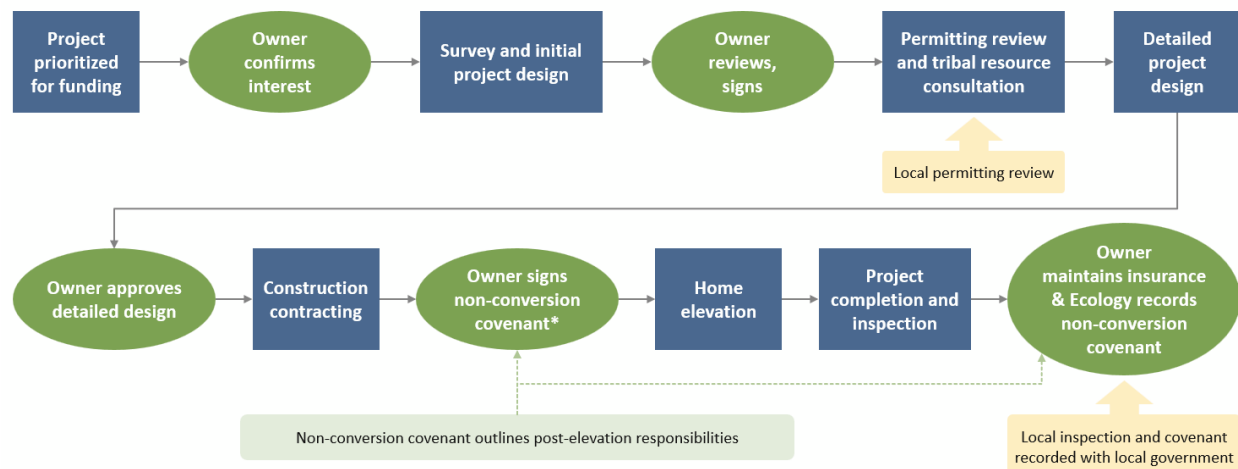 Project
prioritized
for funding
Owner
confirms
interest
Survey and initial
project design
Owner
reviews,
signs
Permitting review
and tribal resource
consultation
Detailed
project
design
Local permitting review
Owner approves
detailed design
Construction
contracting
Owner signs
non-conversion
covenant*
Home
elevation
Project
completion and
inspection
Owner
maintains insurance
& Ecology records
non-conversion
covenant
Non-conversion covenant outlines post-elevation responsibilities
Local inspection and covenant
recorded with local government